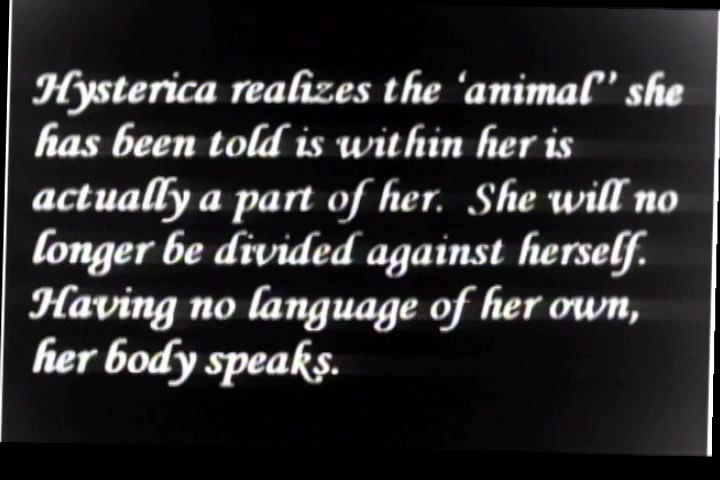 Hysterica realizes the 'animal'' she
has been told is within her is
actually a part of her. She will no
longer be divided against herself.
Having no language of her own,
her body speaks.